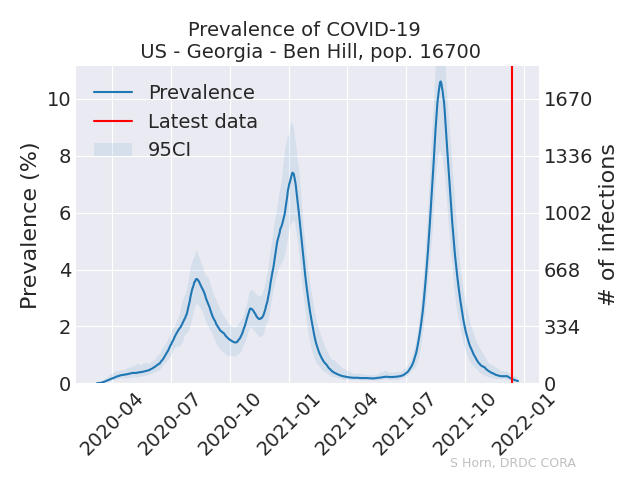 Prevalence of COVID-19
US - Georgia - Ben Hill, pop. 16700
Prevalence
Latest data
95CI
Prevalence (%)
10
8
6
4
2
0
# of infections
1670
1336
1002
668
334
0
2020-04
2020-07
2020-10
2021-01
2021-04
2021-07
2021-10
2022-01
S Horn, DRDC CORA